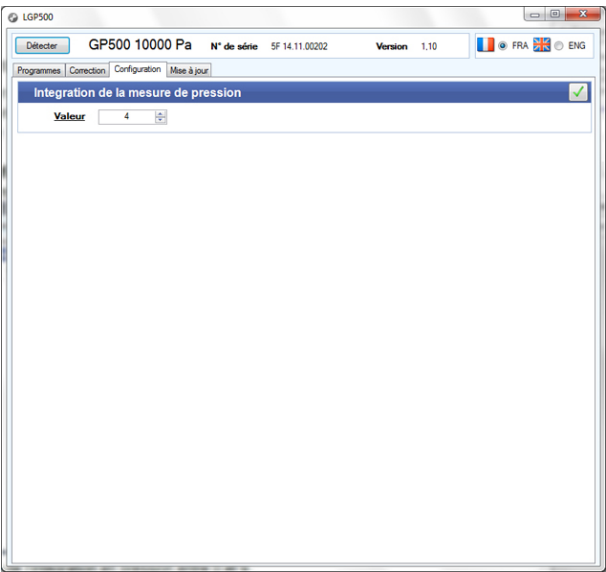 LGP500
Détecter GP500 10000 Pa N° de série 5F 14.11.00202 Version 1,10 FRA ENG
Programmes Correction Configuration Mise à jour
Integration de la mesure de pression
Valeur 4